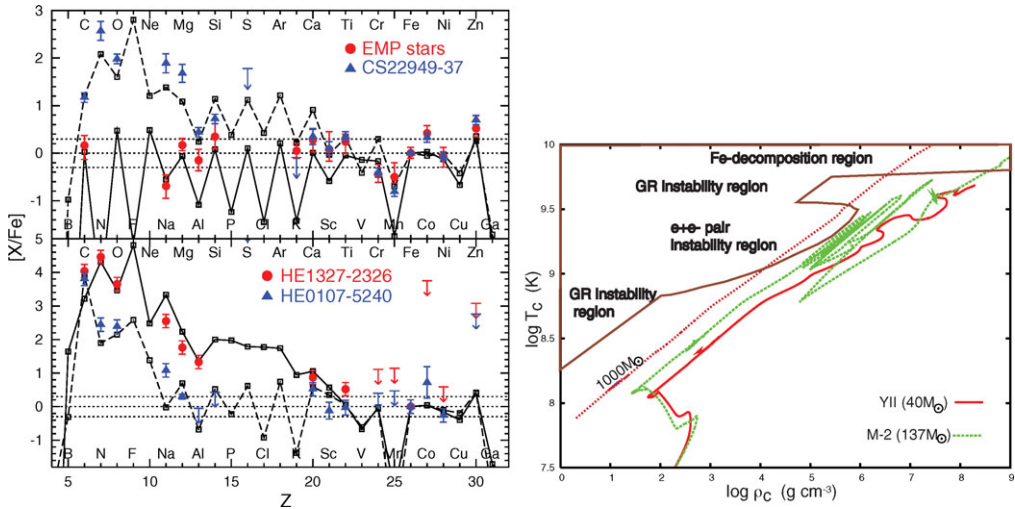 C O Ne Mg Si S Ar Ca Ti Cr Fe Ni Zn
EMP stars
CS22949-37
3
2
1
0
-1
B N F Na Al P Cl K Sc V Mn Co Cu Ga
[X/Fe]
C O Ne Mg Si S Ar Ca Ti Cr Fe Ni Zn
HE1327-2326
HE0107-5240
5
4
3
2
1
0
-1
B N F Na Al P Cl K Sc V Mn Co Cu Ga
5 10 15 20 25 30
Z
10
9.5
9
8.5
8
7.5
log Tc (K)
Fe-decomposition region
GR instability region
e+e- pair
instability region
GR instability
region
1000M⊙
YII (40M⊙)
M-2 (137M⊙)
0 1 2 3 4 5 6 7 8 9
log ρc (g cm-3)